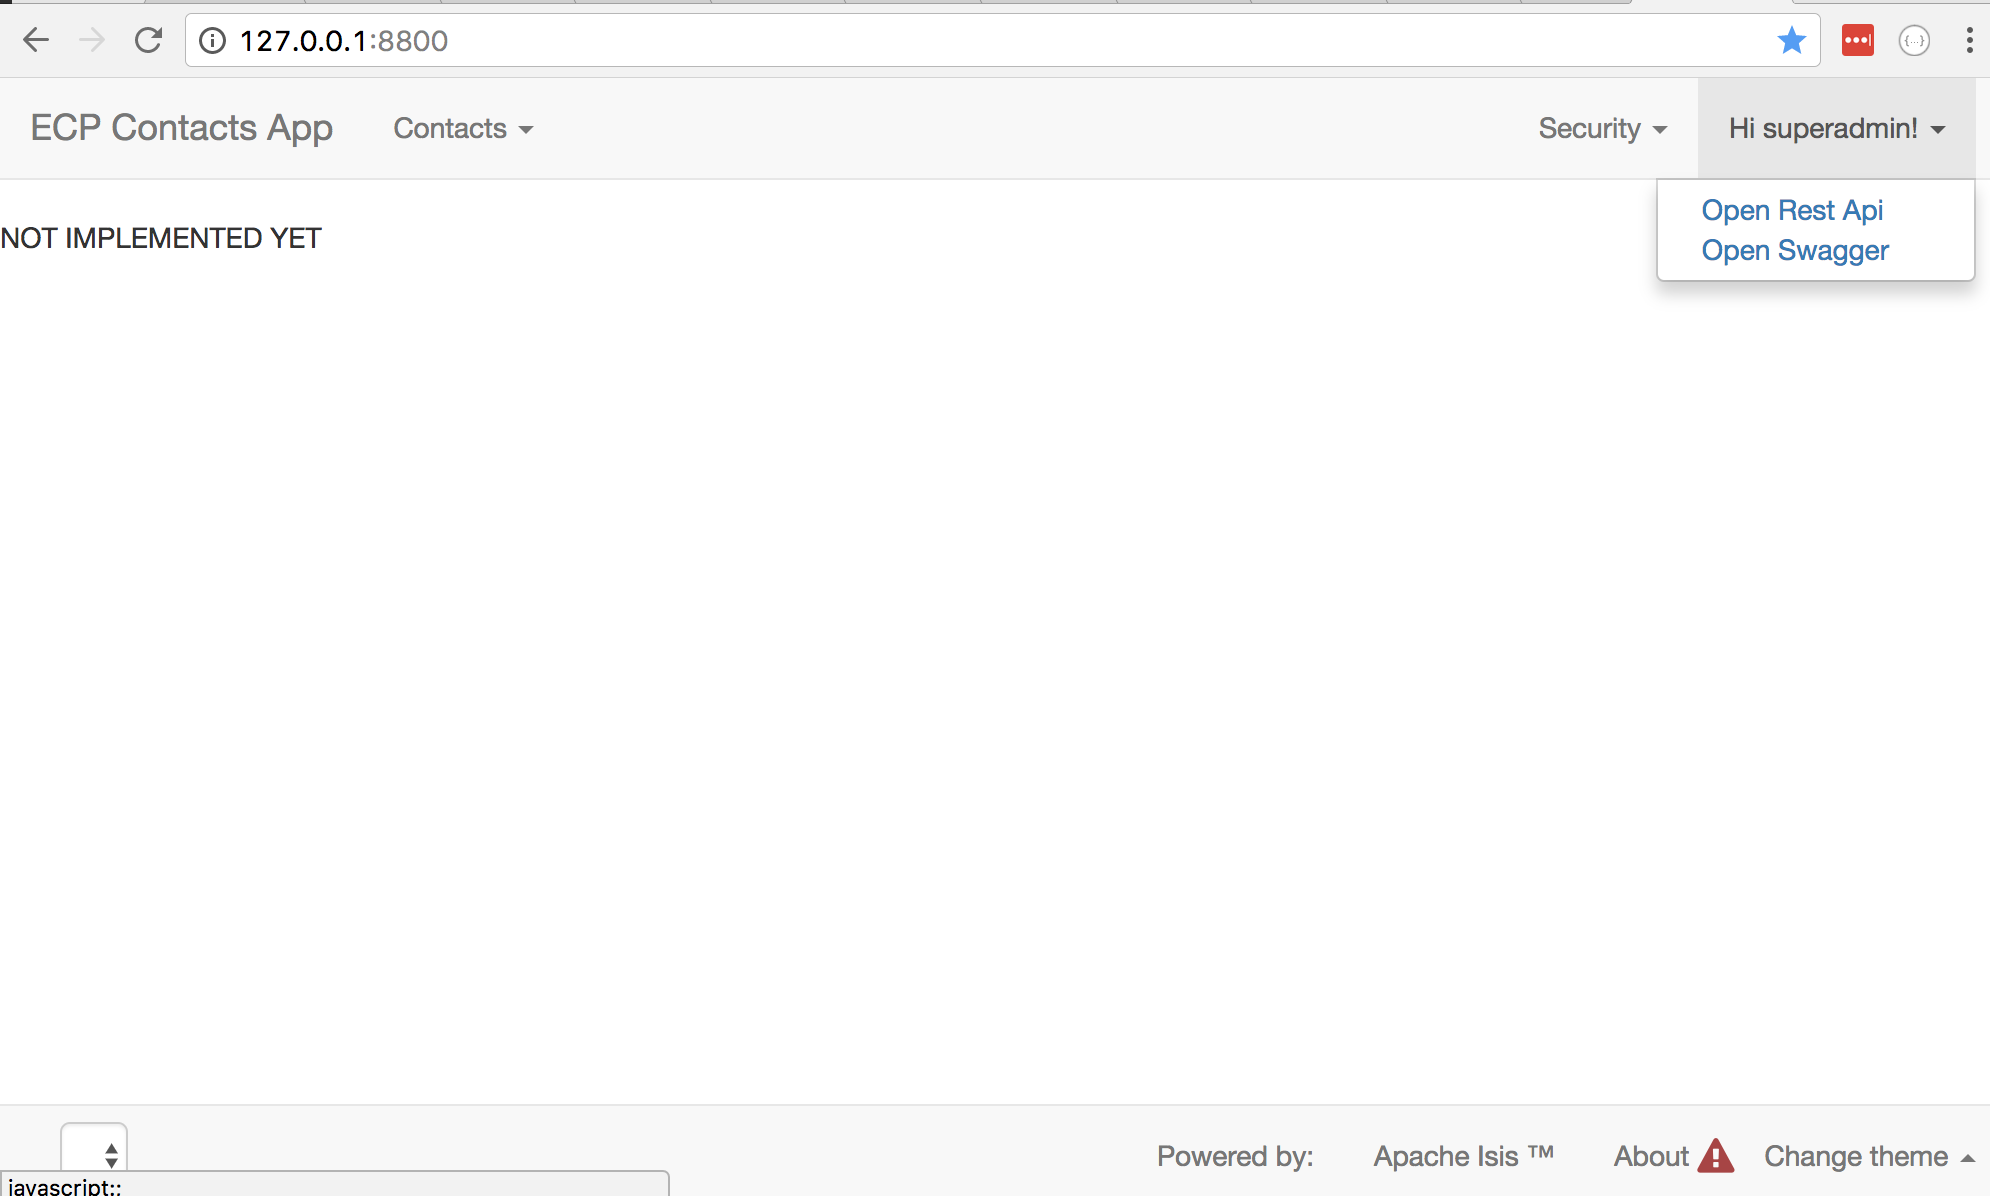 127.0.0.1:8800
ECP Contacts App Contacts Security Hi superadmin!
Open Rest Api
NOT IMPLEMENTED YET
Open Swagger
Powered by: Apache Isis ™ About Change theme
javascript:;